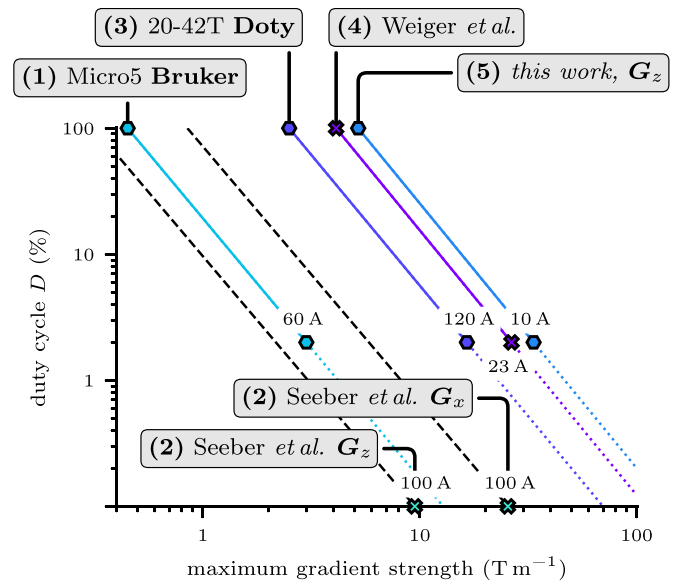 (3) 20-42T Doty
(4) Weiger et al.
(1) Micro5 Bruker
(5) this work, Gz
100
10
1
duty cycle D (%)
60 A
120 A
10 A
23 A
(2) Seeber et al. Gx
(2) Seeber et al. Gz
100 A
100 A
1
10
100
maximum gradient strength (T m⁻¹)